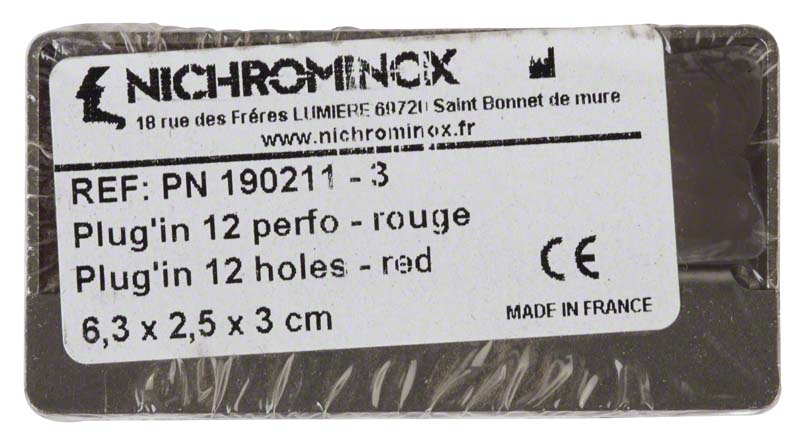 NICHROMINOX
18 rue des Fréres LUMIERE 69720 Saint Bonnet de mure
www.nichrominox.fr
REF: PN 190211 - 3
Plug'in 12 perfo - rouge
Plug'in 12 holes - red
6,3 x 2,5 x 3 cm
CE
MADE IN FRANCE